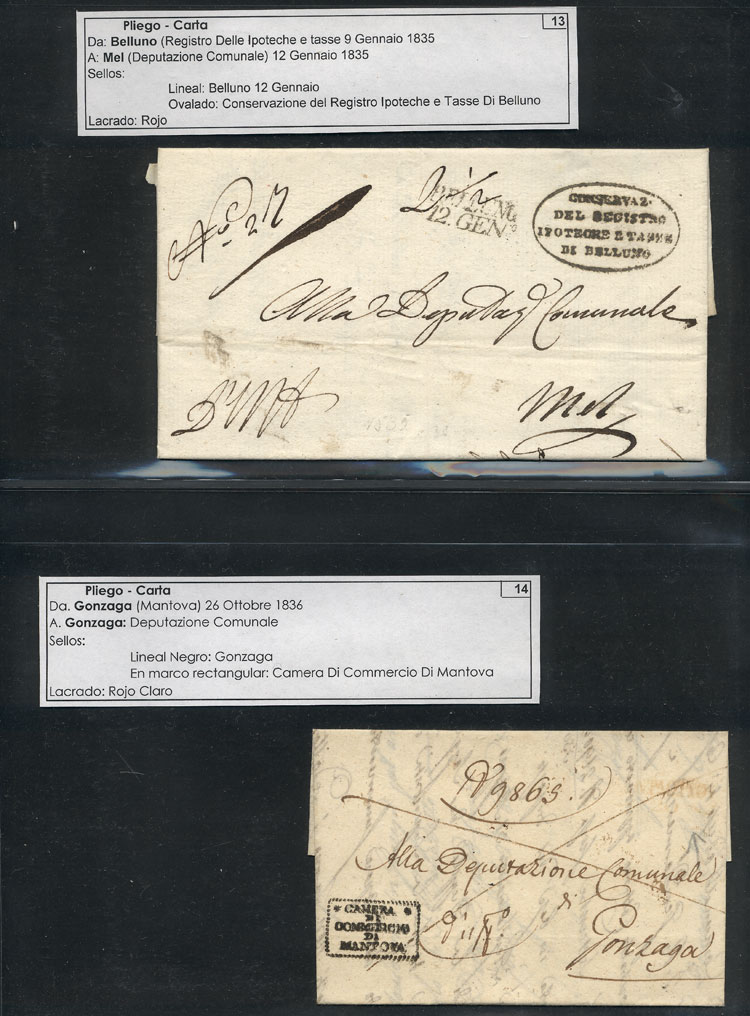 Pliego - Carta
13
Da: Belluno (Registro Delle Ipoteche e tasse 9 Gennaio 1835
A: Mel (Deputazione Comunale) 12 Gennaio 1835
Sellos:
Lineal: Belluno 12 Gennaio
Ovalado: Conservazione del Registro Ipoteche e Tasse Di Belluno
Lacrado: Rojo
BELLUNO
12. GEN.º
CONSERVAZ.
DEL REGISTRO
IPOTECHE E TASSE
DI BELLUNO
Alla Deputaz.e Comunale
Mel
Pliego - Carta
14
Da. Gonzaga (Mantova) 26 Ottobre 1836
A. Gonzaga: Deputazione Comunale
Sellos:
Lineal Negro: Gonzaga
En marco rectangular: Camera Di Commercio Di Mantova
Lacrado: Rojo Claro
Nº 9865.
Alla Deputazione Comunale
di
Gonzaga
* CAMERA *
DI
COMMERCIO
DI
MANTOVA